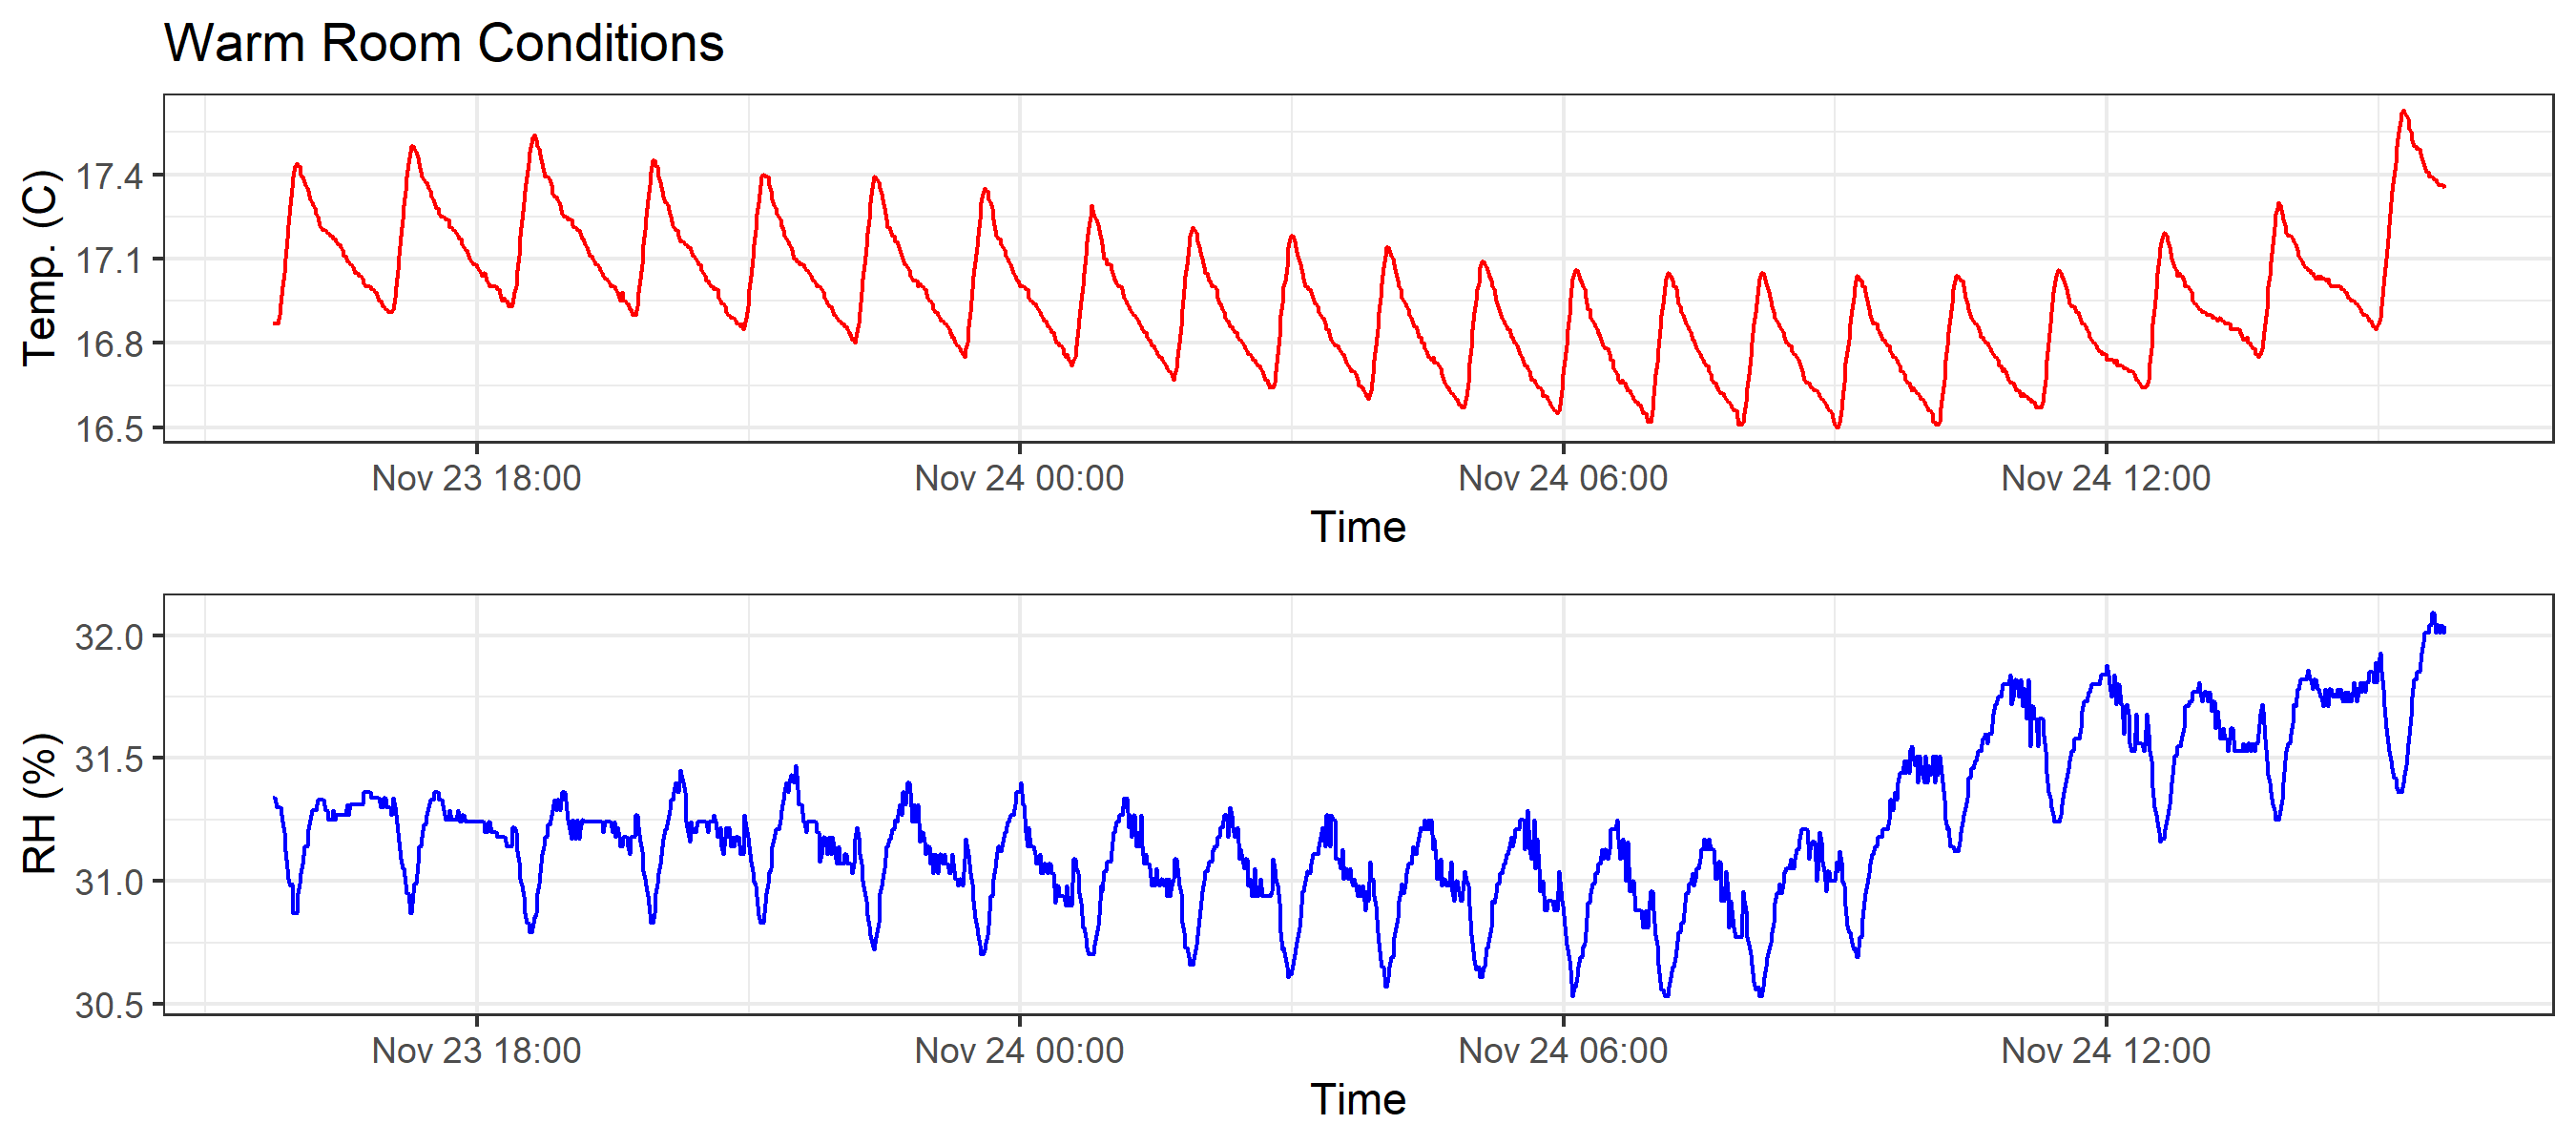 Warm Room Conditions
Temp. (C)
17.4
17.1
16.8
16.5
Nov 23 18:00 Nov 24 00:00 Nov 24 06:00 Nov 24 12:00
Time
RH (%)
32.0
31.5
31.0
30.5
Nov 23 18:00 Nov 24 00:00 Nov 24 06:00 Nov 24 12:00
Time